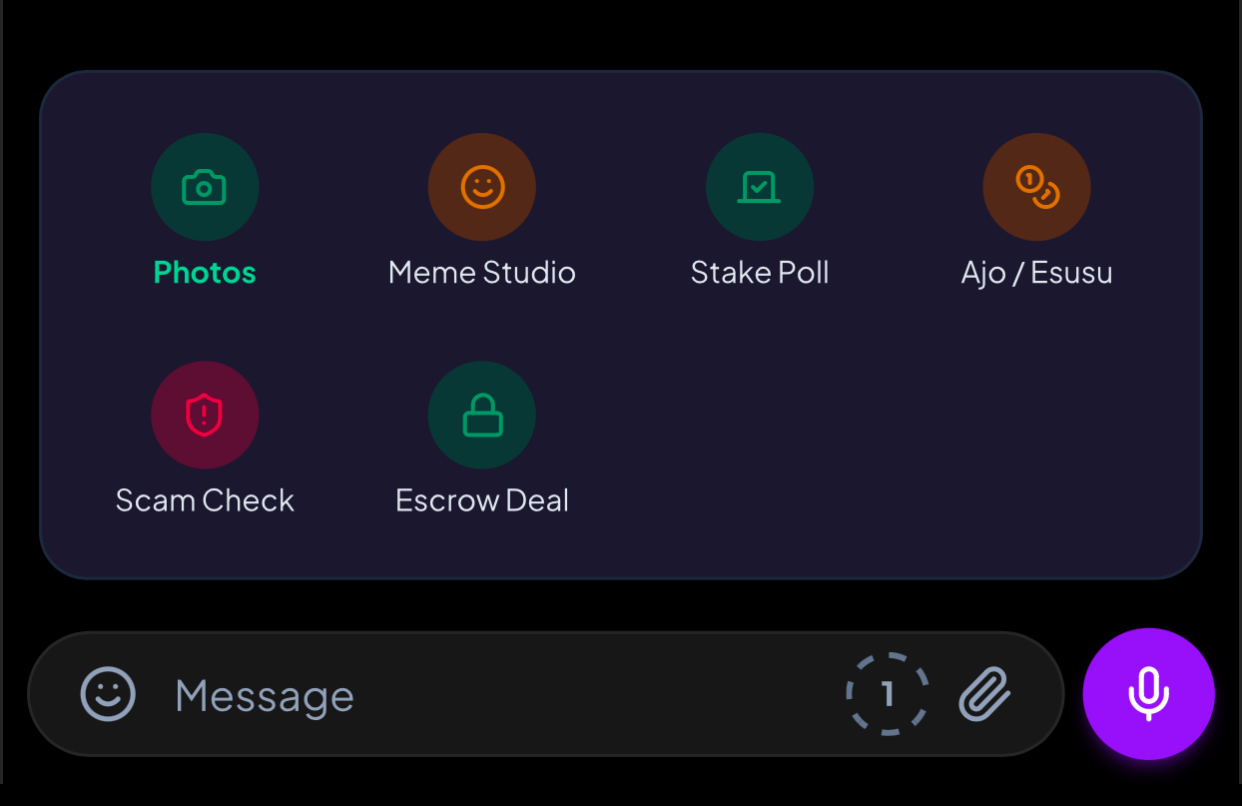 Photos
Meme Studio
Stake Poll
Ajo / Esusu
Scam Check
Escrow Deal
Message
1